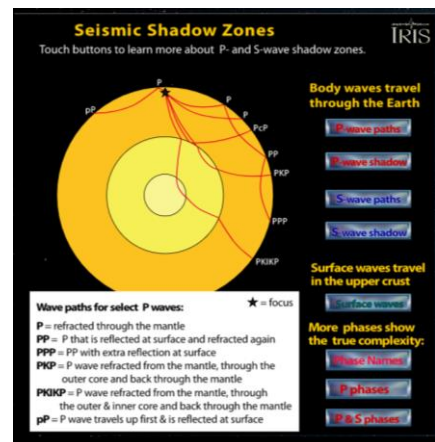 Seismic Shadow Zones
IRIS
Touch buttons to learn more about P- and S-wave shadow zones.
P
pP
P
P
PcP
PP
PKP
PPP
PKIKP
Body waves travel
through the Earth
P-wave paths
P-wave shadow
S-wave paths
S-wave shadow
Surface waves travel
in the upper crust
Surface waves
More phases show
the true complexity:
Phase Names
P phases
P & S phases
★ = focus
Wave paths for select P waves:
P = refracted through the mantle
PP = P that is reflected at surface and refracted again
PPP = PP with extra reflection at surface
PKP = P wave refracted from the mantle, through the
outer core and back through the mantle
PKIKP = P wave refracted from the mantle, through
the outer & inner core and back through the mantle
pP = P wave travels up first & is reflected at surface